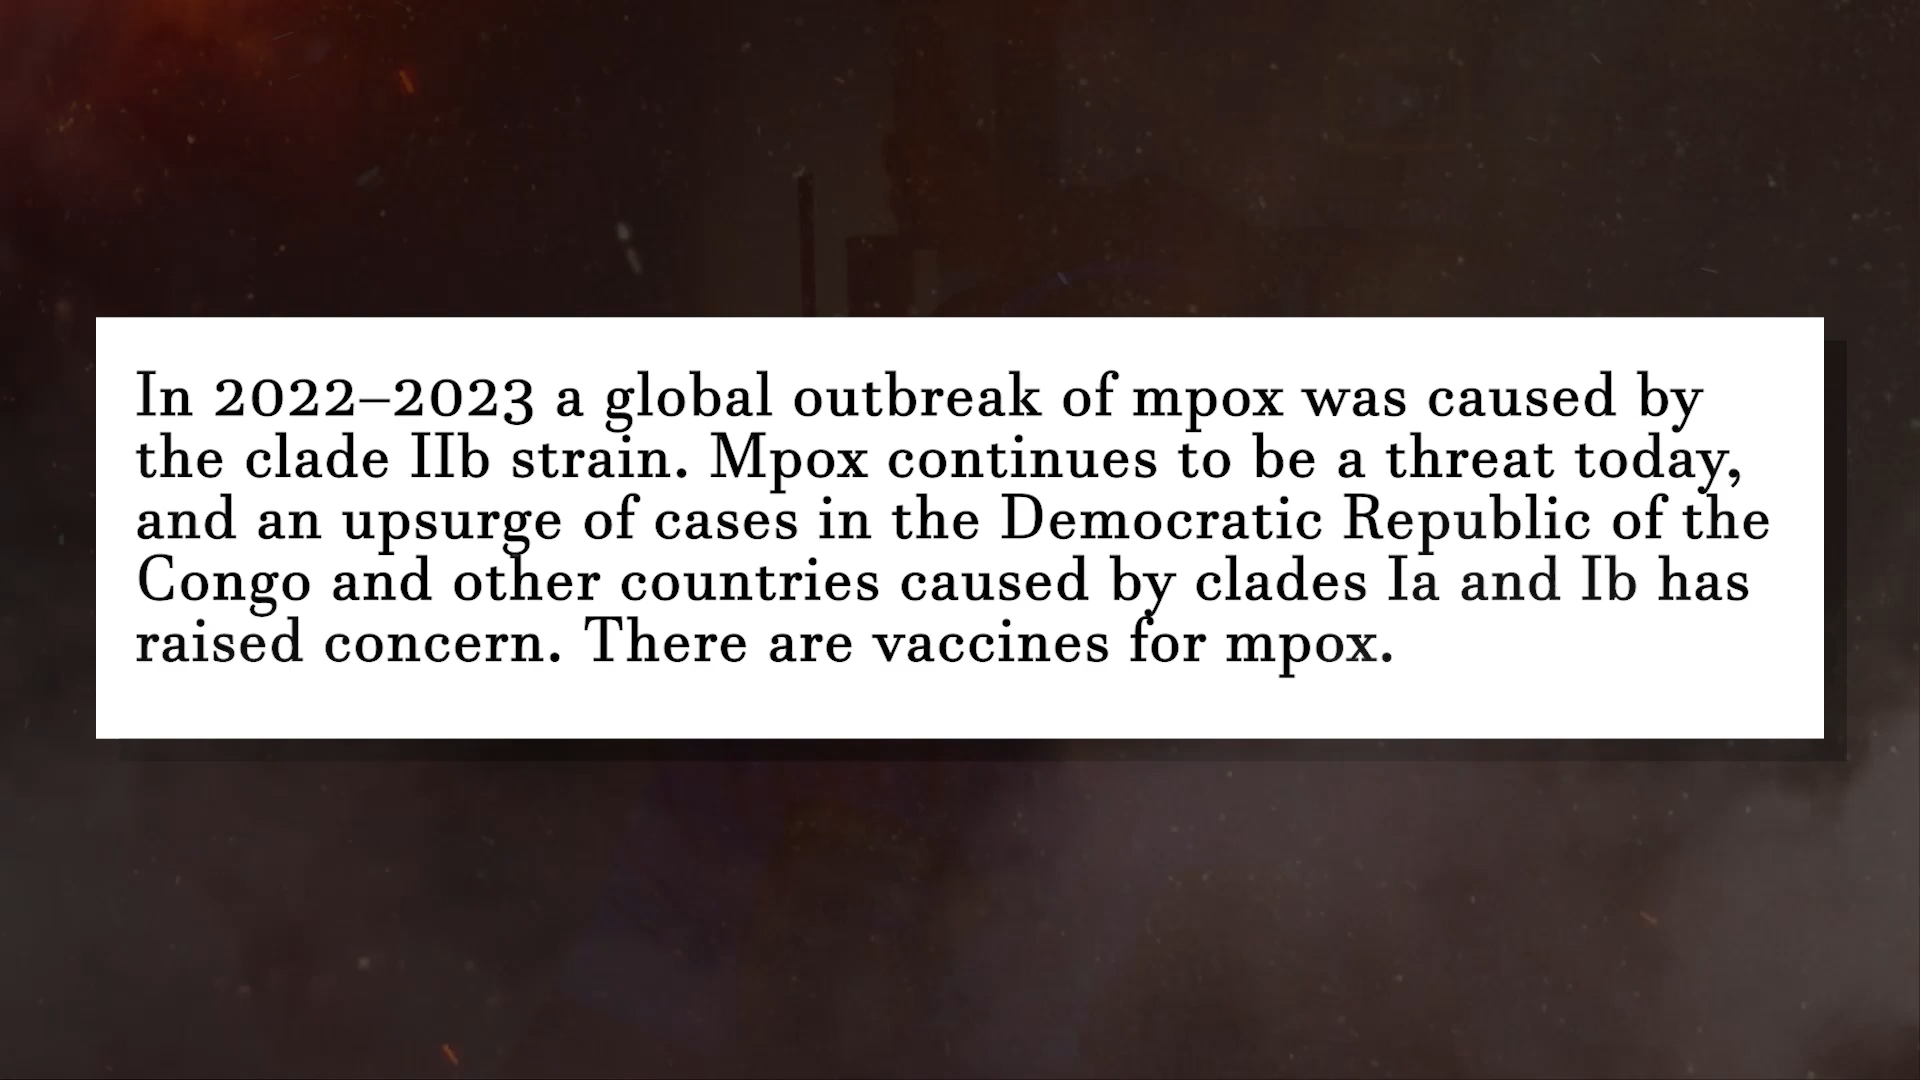 In 2022–2023 a global outbreak of mpox was caused by
the clade IIb strain. Mpox continues to be a threat today,
and an upsurge of cases in the Democratic Republic of the
Congo and other countries caused by clades Ia and Ib has
raised concern. There are vaccines for mpox.